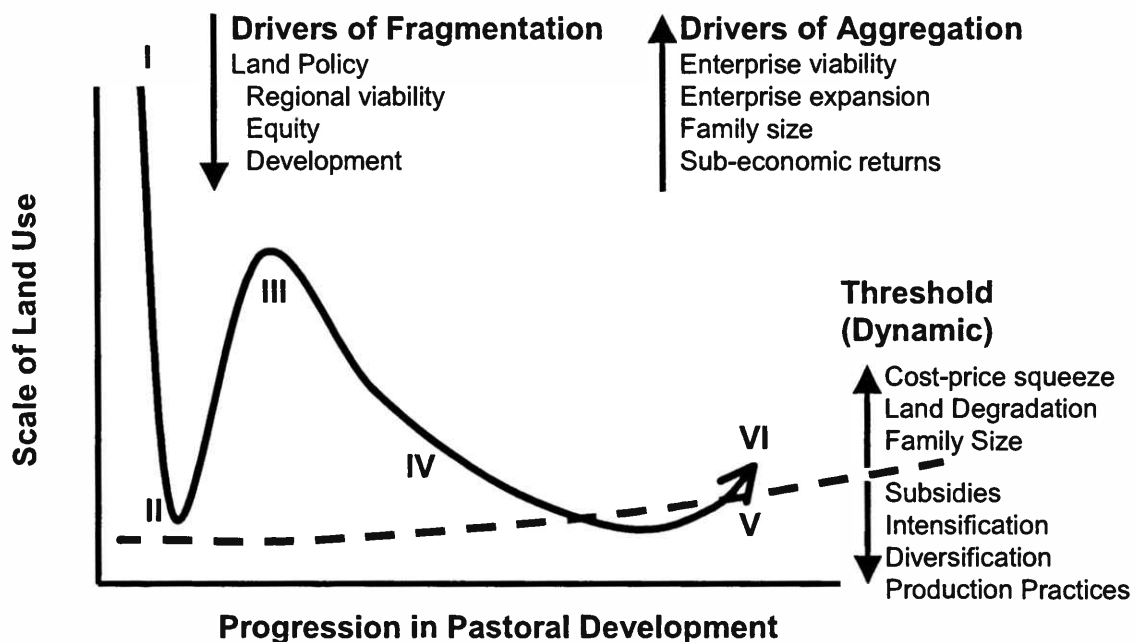 I
Drivers of Fragmentation
Land Policy
Regional viability
Equity
Development
Drivers of Aggregation
Enterprise viability
Enterprise expansion
Family size
Sub-economic returns
Scale of Land Use
II
III
IV
V
VI
Threshold
(Dynamic)
Cost-price squeeze
Land Degradation
Family Size
Subsidies
Intensification
Diversification
Production Practices
Progression in Pastoral Development